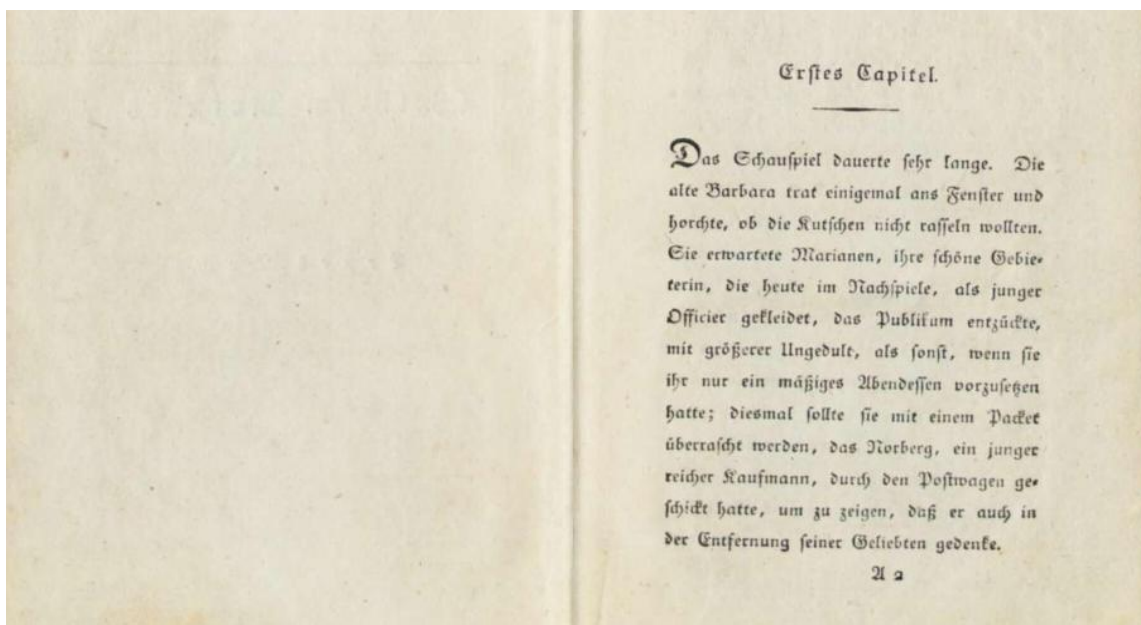 Erſtes Capitel.
Das Schauſpiel dauerte ſehr lange. Die
alte Barbara trat einigemal ans Fenſter und
horchte, ob die Kutſchen nicht raſſeln wollten.
Sie erwartete Marianen, ihre ſchöne Gebie⸗
terin, die heute im Nachſpiele, als junger
Officier gekleidet, das Publikum entzückte,
mit größerer Ungedult, als ſonſt, wenn ſie
ihr nur ein mäßiges Abendeſſen vorzuſetzen
hatte; diesmal ſollte ſie mit einem Packet
überraſcht werden, das Norberg, ein junger
reicher Kaufmann, durch den Poſtwagen ge⸗
ſchickt hatte, um zu zeigen, daß er auch in
der Entfernung ſeiner Geliebten gedenke.
A 2